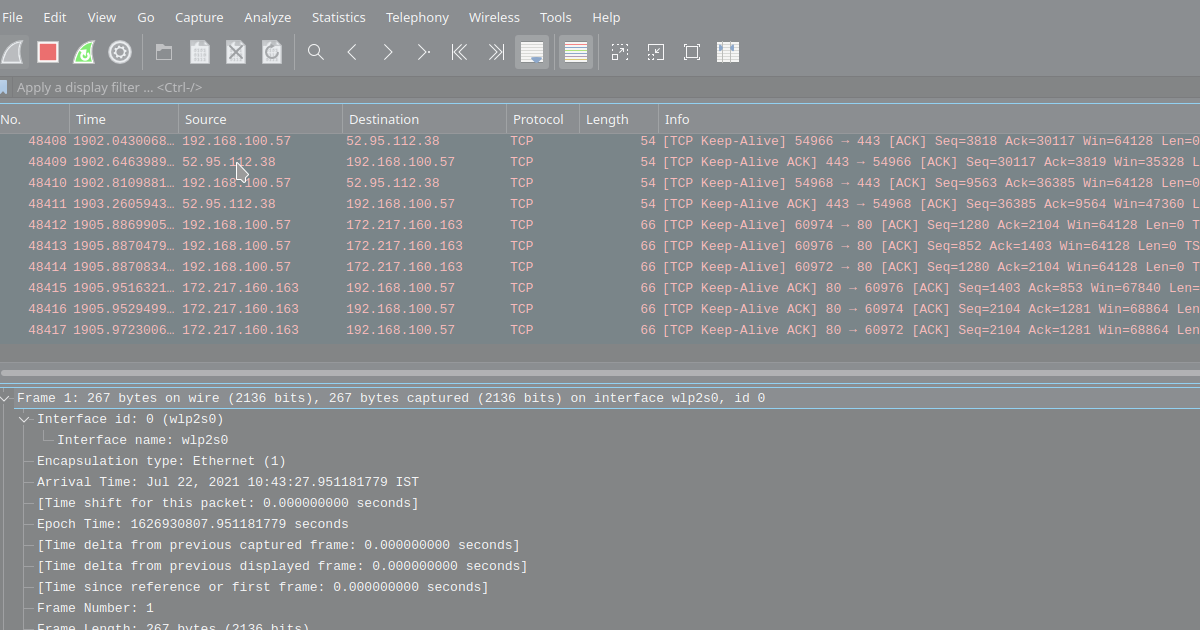 File Edit View Go Capture Analyze Statistics Telephony Wireless Tools Help
Apply a display filter ... <Ctrl-/>
No. Time Source Destination Protocol Length Info
48408 1902.0430068… 192.168.100.57 52.95.112.38 TCP 54 [TCP Keep-Alive] 54966 → 443 [ACK] Seq=3818 Ack=30117 Win=64128 Len=0
48409 1902.6463989… 52.95.112.38 192.168.100.57 TCP 54 [TCP Keep-Alive ACK] 443 → 54966 [ACK] Seq=30117 Ack=3819 Win=35328 L
48410 1902.8109881… 192.168.100.57 52.95.112.38 TCP 54 [TCP Keep-Alive] 54968 → 443 [ACK] Seq=9563 Ack=36385 Win=64128 Len=0
48411 1903.2605943… 52.95.112.38 192.168.100.57 TCP 54 [TCP Keep-Alive ACK] 443 → 54968 [ACK] Seq=36385 Ack=9564 Win=47360 L
48412 1905.8869905… 192.168.100.57 172.217.160.163 TCP 66 [TCP Keep-Alive] 60974 → 80 [ACK] Seq=1280 Ack=2104 Win=64128 Len=0 T
48413 1905.8870479… 192.168.100.57 172.217.160.163 TCP 66 [TCP Keep-Alive] 60976 → 80 [ACK] Seq=852 Ack=1403 Win=64128 Len=0 TS
48414 1905.8870834… 192.168.100.57 172.217.160.163 TCP 66 [TCP Keep-Alive] 60972 → 80 [ACK] Seq=1280 Ack=2104 Win=64128 Len=0 T
48415 1905.9516321… 172.217.160.163 192.168.100.57 TCP 66 [TCP Keep-Alive ACK] 80 → 60976 [ACK] Seq=1403 Ack=853 Win=67840 Len=
48416 1905.9529499… 172.217.160.163 192.168.100.57 TCP 66 [TCP Keep-Alive ACK] 80 → 60974 [ACK] Seq=2104 Ack=1281 Win=68864 Len
48417 1905.9723006… 172.217.160.163 192.168.100.57 TCP 66 [TCP Keep-Alive ACK] 80 → 60972 [ACK] Seq=2104 Ack=1281 Win=68864 Len
Frame 1: 267 bytes on wire (2136 bits), 267 bytes captured (2136 bits) on interface wlp2s0, id 0
Interface id: 0 (wlp2s0)
Interface name: wlp2s0
Encapsulation type: Ethernet (1)
Arrival Time: Jul 22, 2021 10:43:27.951181779 IST
[Time shift for this packet: 0.000000000 seconds]
Epoch Time: 1626930807.951181779 seconds
[Time delta from previous captured frame: 0.000000000 seconds]
[Time delta from previous displayed frame: 0.000000000 seconds]
[Time since reference or first frame: 0.000000000 seconds]
Frame Number: 1
Frame Length: 267 bytes (2136 bits)